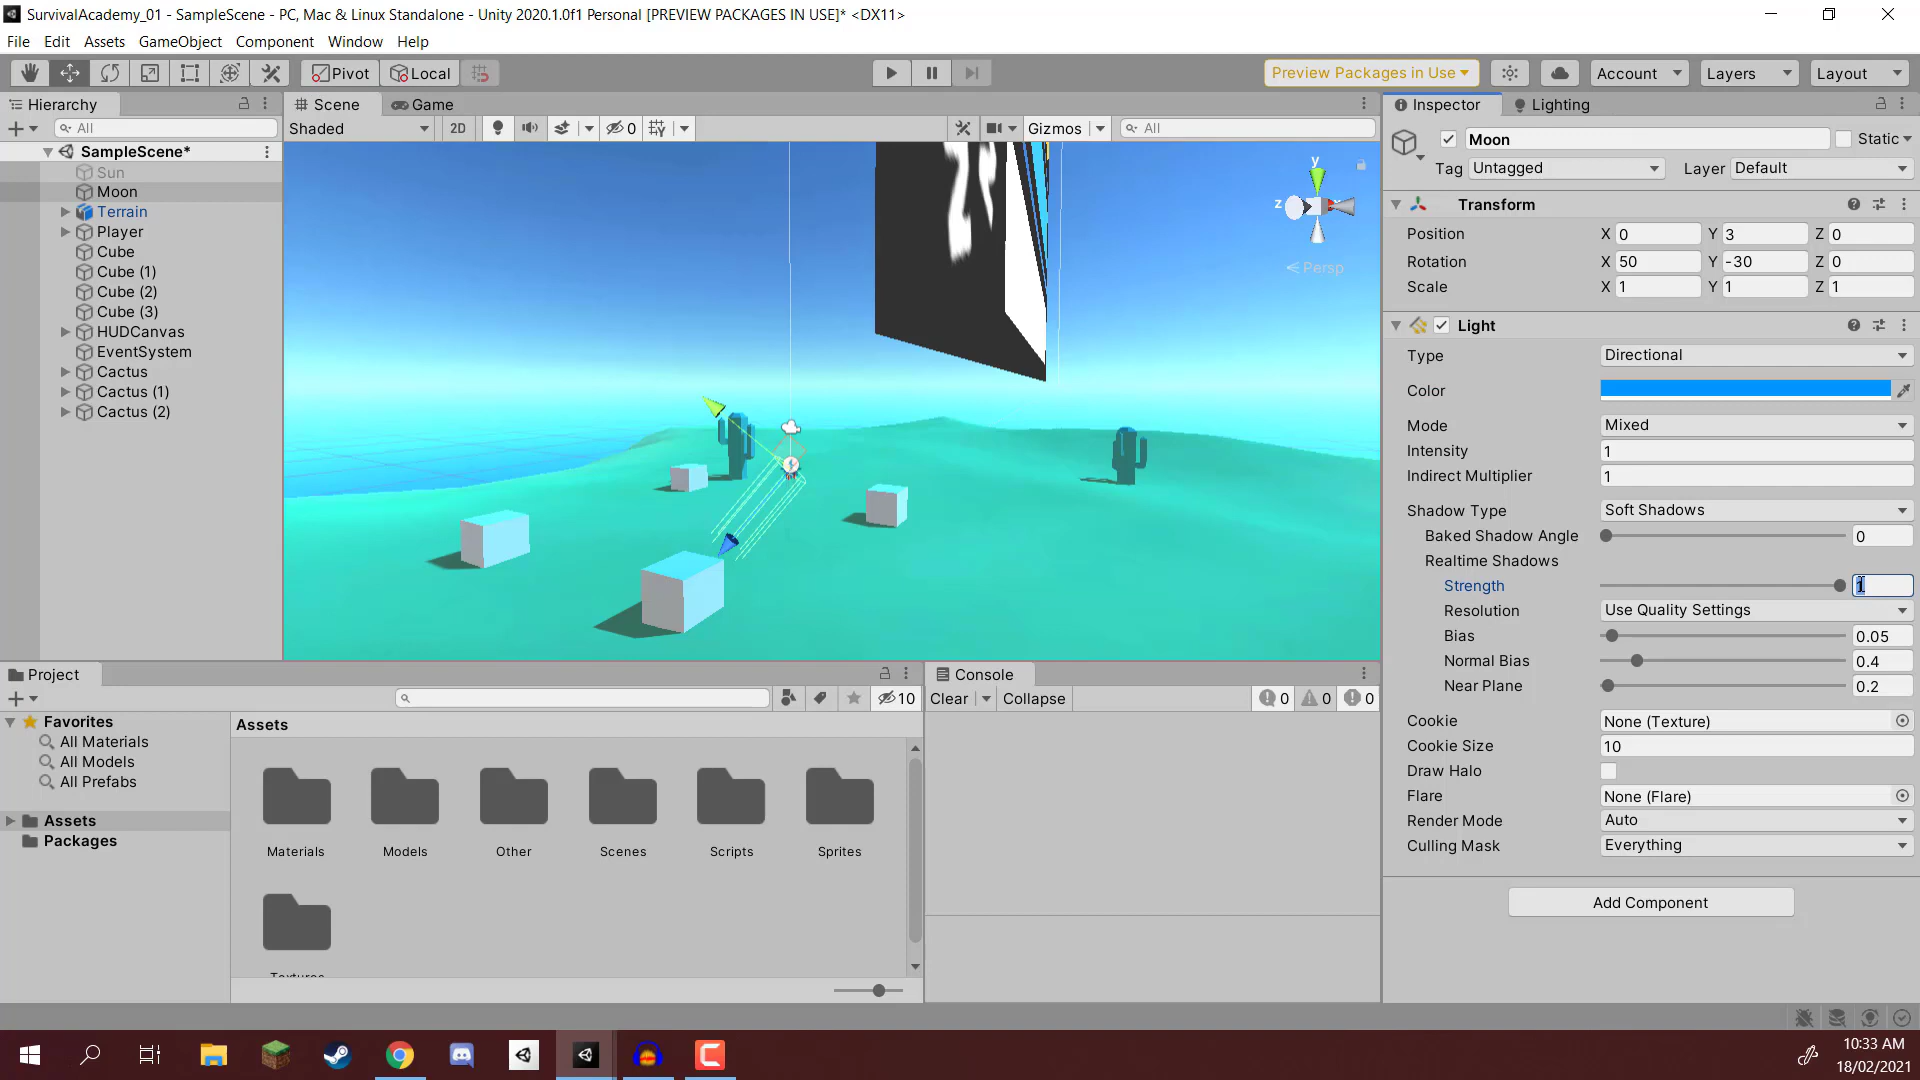 SurvivalAcademy_01 - SampleScene - PC, Mac & Linux Standalone - Unity 2020.1.0f1 Personal [PREVIEW PACKAGES IN USE]* <DX11>
File Edit Assets GameObject Component Window Help
Pivot Local Preview Packages in Use Account Layers Layout
Hierarchy
All
SampleScene*
Sun
Moon
Terrain
Player
Cube
Cube (1)
Cube (2)
Cube (3)
HUDCanvas
EventSystem
Cactus
Cactus (1)
Cactus (2)
Scene Game
Shaded 2D 0 Gizmos All
y
z
Persp
Inspector Lighting
Moon Static
Tag Untagged Layer Default
Transform
Position X 0 Y 3 Z 0
Rotation X 50 Y -30 Z 0
Scale X 1 Y 1 Z 1
Light
Type Directional
Color
Mode Mixed
Intensity 1
Indirect Multiplier 1
Shadow Type Soft Shadows
Baked Shadow Angle 0
Realtime Shadows
Strength 1
Resolution Use Quality Settings
Bias 0.05
Normal Bias 0.4
Near Plane 0.2
Cookie None (Texture)
Cookie Size 10
Draw Halo
Flare None (Flare)
Render Mode Auto
Culling Mask Everything
Add Component
Project
10
Favorites
All Materials
All Models
All Prefabs
Assets
Packages
Assets
Materials Models Other Scenes Scripts Sprites
Textures
Console
Clear Collapse 0 0 0
10:33 AM
18/02/2021